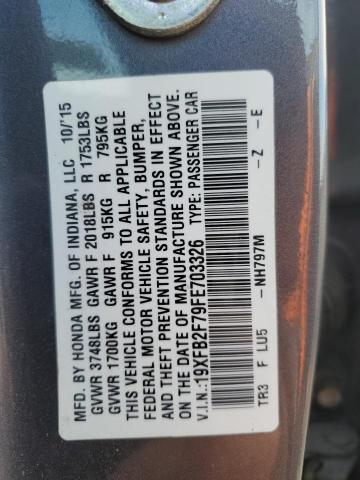 MFD. BY HONDA MFG. OF INDIANA, LLC 10/'15
GVWR 3748LBS GAWR F 2018LBS R 1753LBS
GVWR 1700KG GAWR F 915KG R 795KG
THIS VEHICLE CONFORMS TO ALL APPLICABLE
FEDERAL MOTOR VEHICLE SAFETY, BUMPER,
AND THEFT PREVENTION STANDARDS IN EFFECT
ON THE DATE OF MANUFACTURE SHOWN ABOVE.
V.I.N.:19XFB2F79FE703326 TYPE: PASSENGER CAR
TR3 F LU5 -NH797M -Z -E